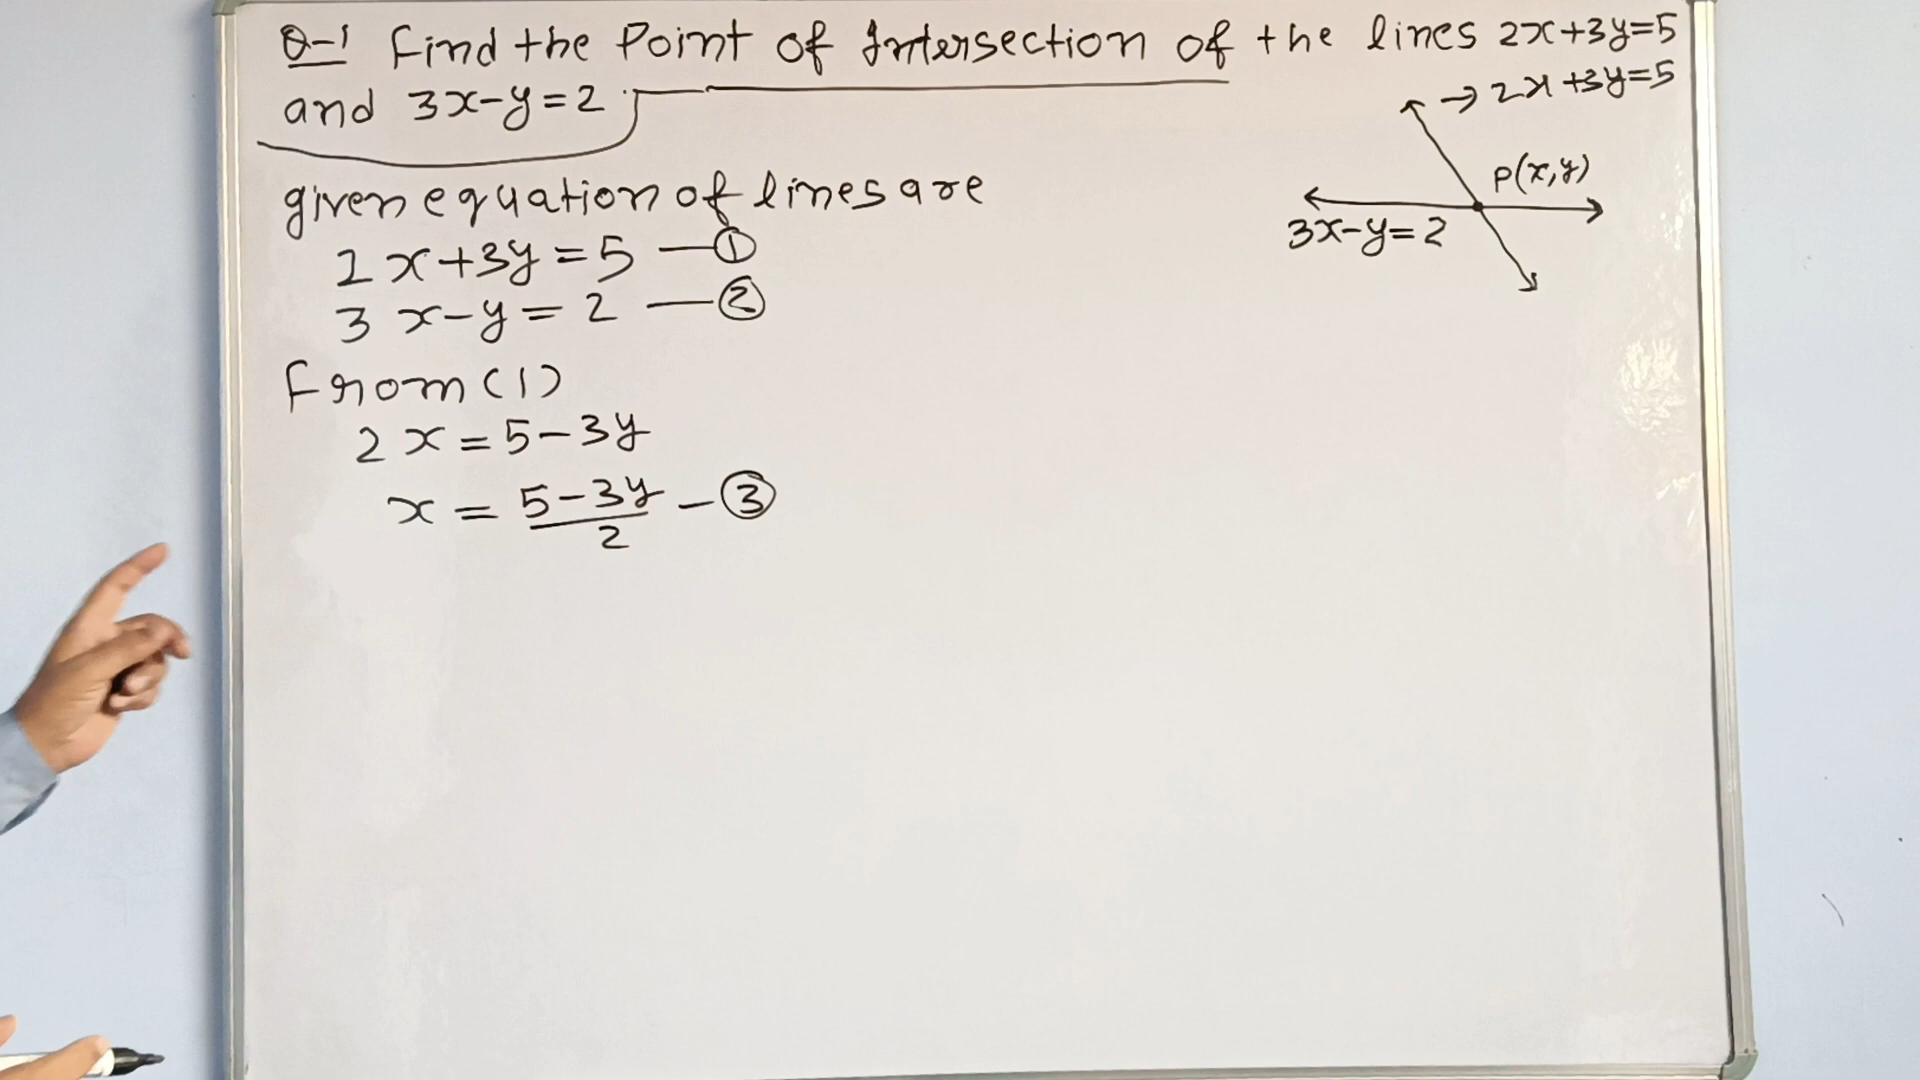 Q-1 Find the Point of Intersection of the lines 2x+3y=5
and 3x-y=2
→ 2x+3y=5
P(x,y)
3x-y=2
given equation of lines are
2x+3y=5 —①
3x-y=2 —②
From (1)
2x=5-3y
x = \frac{5-3y}{2} -③